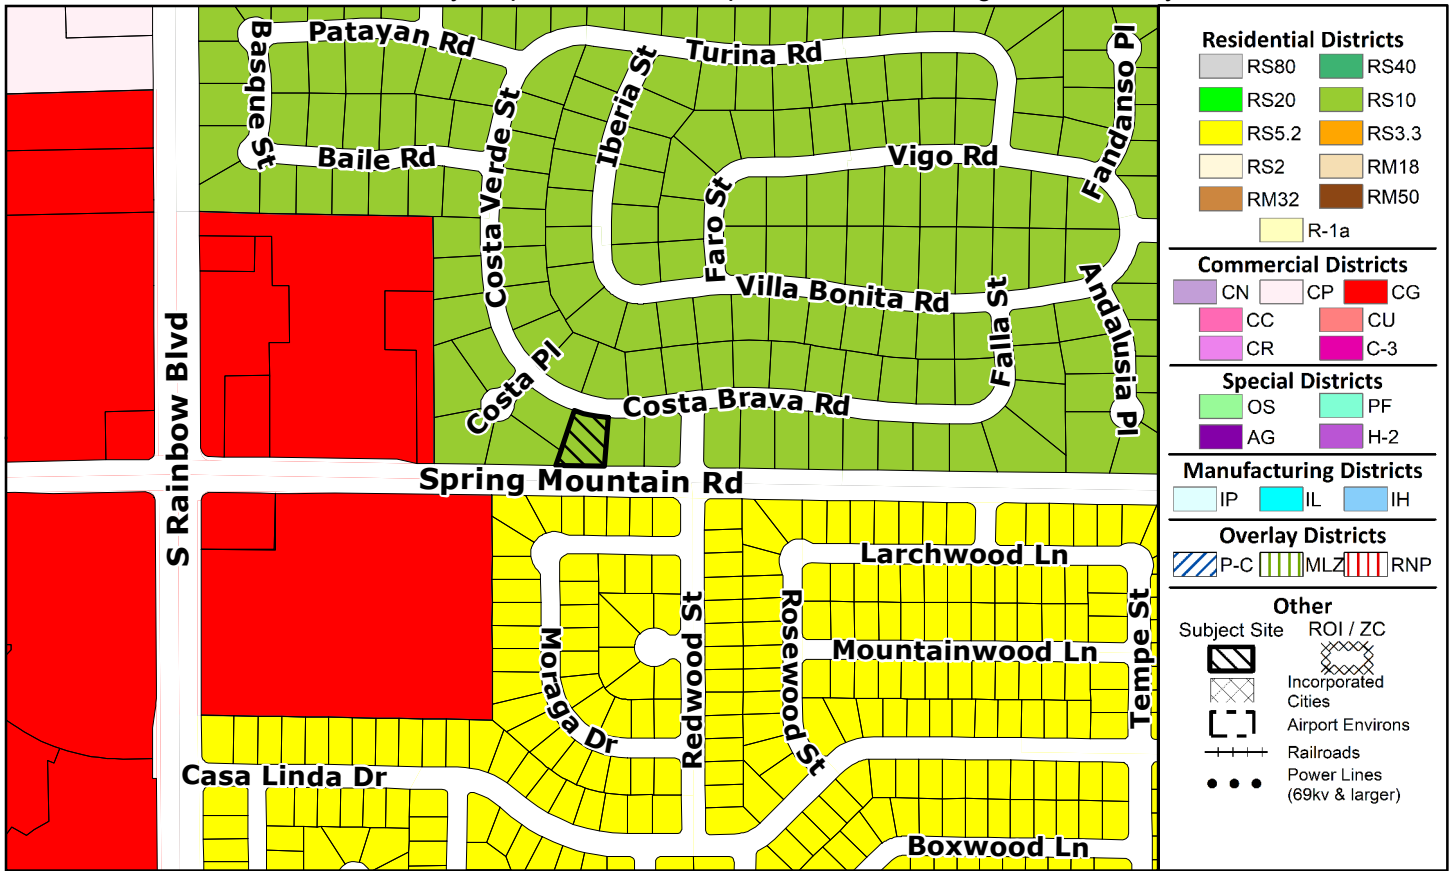 Patayan Rd
Turina Rd
Basque St
Iberia St
Fandanso Pl
Baile Rd
Costa Verde St
Vigo Rd
Faro St
Villa Bonita Rd
Falla St
Andalusia Pl
Costa Pl
Costa Brava Rd
S Rainbow Blvd
Spring Mountain Rd
Larchwood Ln
Moraga Dr
Redwood St
Rosewood St
Mountainwood Ln
Tempe St
Casa Linda Dr
Boxwood Ln
Residential Districts
RS80 RS40
RS20 RS10
RS5.2 RS3.3
RS2 RM18
RM32 RM50
R-1a
Commercial Districts
CN CP CG
CC CU
CR C-3
Special Districts
OS PF
AG H-2
Manufacturing Districts
IP IL IH
Overlay Districts
P-C MLZ RNP
Other
Subject Site ROI / ZC
Incorporated
Cities
Airport Environs
Railroads
Power Lines
(69kv & larger)